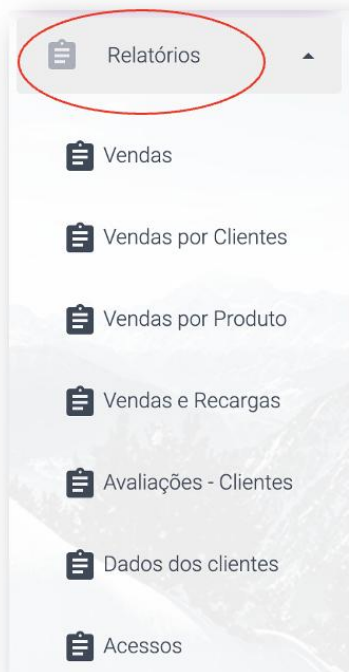 Relatórios
Vendas
Vendas por Clientes
Vendas por Produto
Vendas e Recargas
Avaliações - Clientes
Dados dos clientes
Acessos